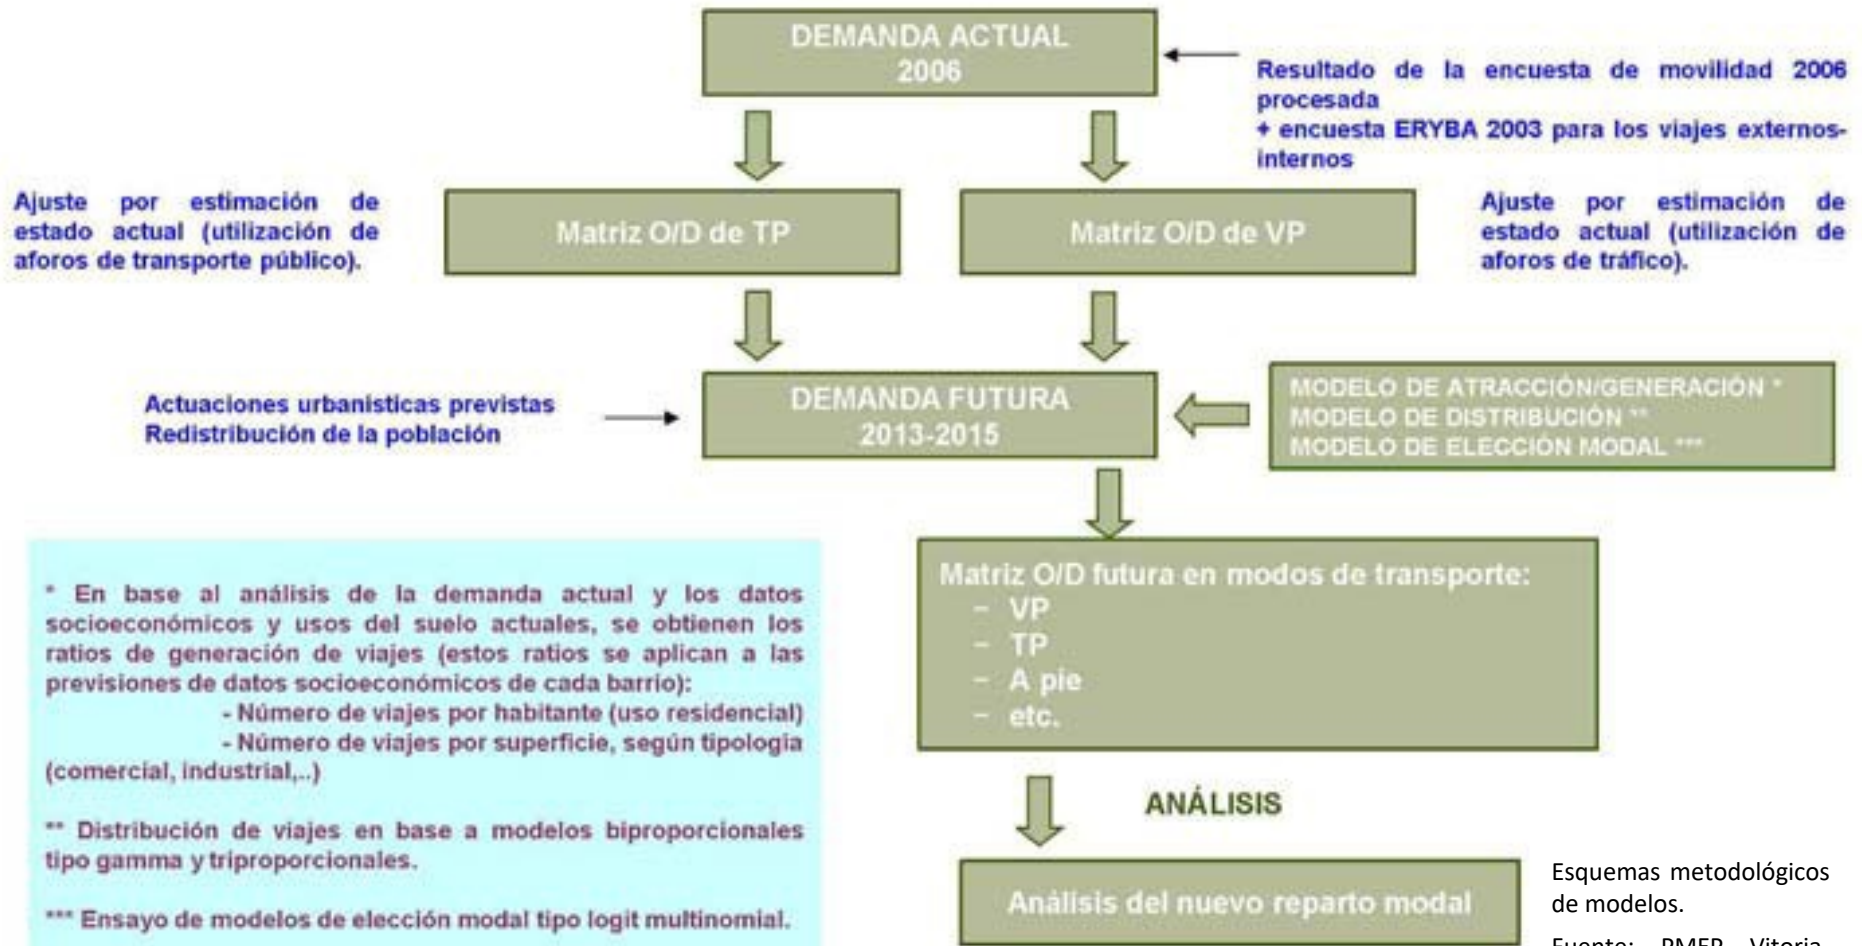 DEMANDA ACTUAL
2006
Resultado de la encuesta de movilidad 2006
procesada
+ encuesta ERYBA 2003 para los viajes externos-
internos
Ajuste por estimación de
estado actual (utilización de
aforos de transporte público).
Matriz O/D de TP
Matriz O/D de VP
Ajuste por estimación de
estado actual (utilización de
aforos de tráfico).
Actuaciones urbanísticas previstas
Redistribución de la población
DEMANDA FUTURA
2013-2015
MODELO DE ATRACCIÓN/GENERACIÓN *
MODELO DE DISTRIBUCIÓN **
MODELO DE ELECCIÓN MODAL ***
Matriz O/D futura en modos de transporte:
– VP
– TP
– A pie
– etc.
* En base al análisis de la demanda actual y los datos
socioeconómicos y usos del suelo actuales, se obtienen los
ratios de generación de viajes (estos ratios se aplican a las
previsiones de datos socioeconómicos de cada barrio):
- Número de viajes por habitante (uso residencial)
- Número de viajes por superficie, según tipología
(comercial, industrial,..)
** Distribución de viajes en base a modelos biproporcionales
tipo gamma y triproporcionales.
*** Ensayo de modelos de elección modal tipo logit multinomial.
ANÁLISIS
Análisis del nuevo reparto modal
Esquemas metodológicos
de modelos.
Fuente: PMEP Vitoria